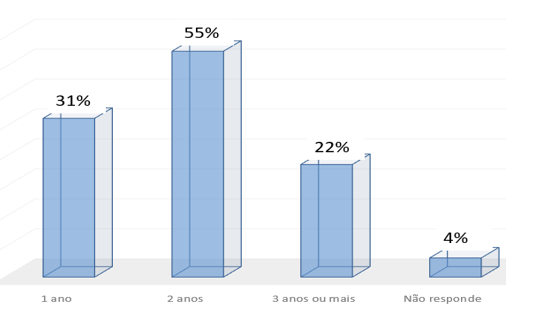 55%
31%
22%
4%
1 ano
2 anos
3 anos ou mais
Não responde